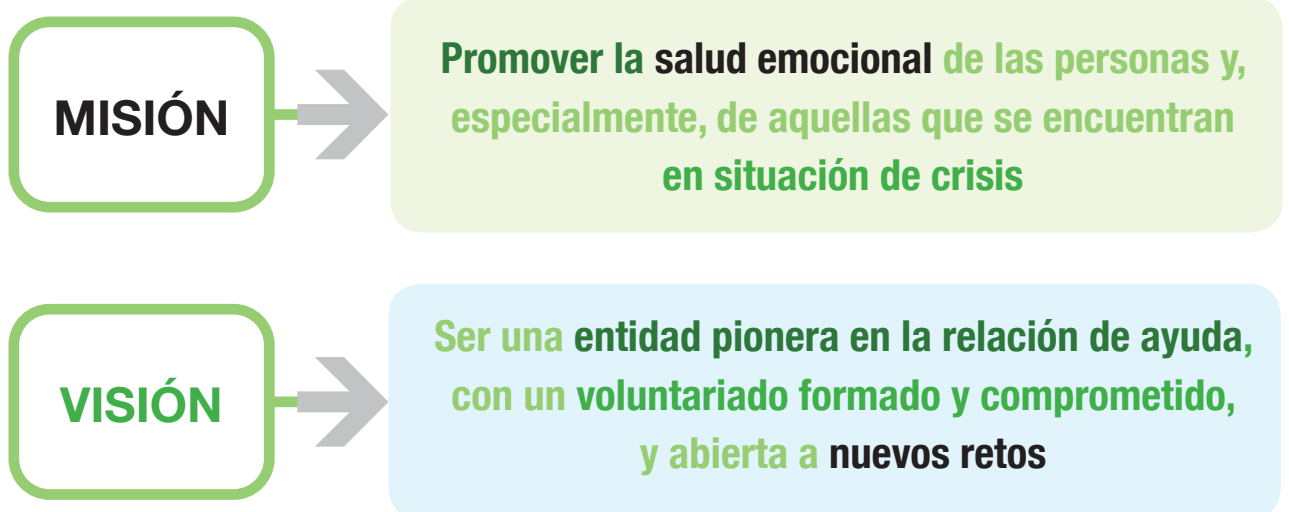 MISIÓN
Promover la salud emocional de las personas y,
especialmente, de aquellas que se encuentran
en situación de crisis
VISIÓN
Ser una entidad pionera en la relación de ayuda,
con un voluntariado formado y comprometido,
y abierta a nuevos retos